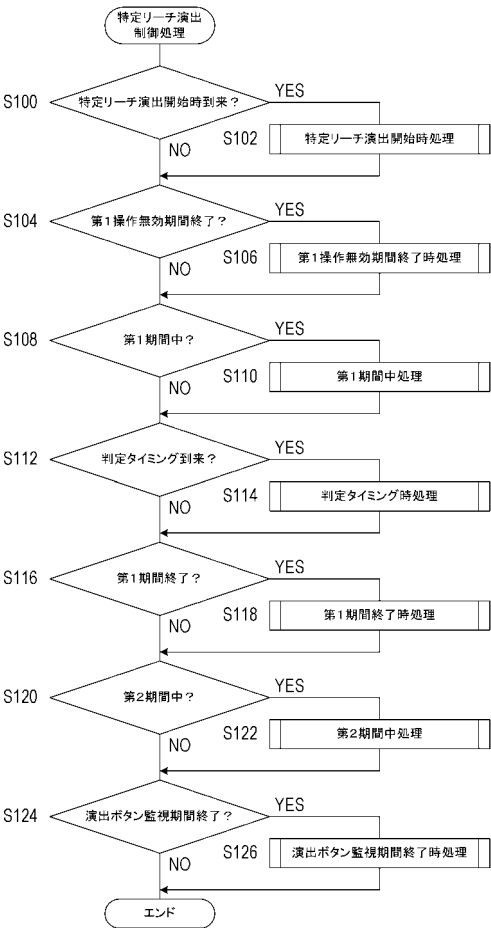 特定リーチ演出
制御処理
S100
特定リーチ演出開始時到来？
YES
NO
S102
特定リーチ演出開始時処理
S104
第1操作無効期間終了？
YES
NO
S106
第1操作無効期間終了時処理
S108
第1期間中？
YES
NO
S110
第1期間中処理
S112
判定タイミング到来？
YES
NO
S114
判定タイミング時処理
S116
第1期間終了？
YES
NO
S118
第1期間終了時処理
S120
第2期間中？
YES
NO
S122
第2期間中処理
S124
演出ボタン監視期間終了？
YES
NO
S126
演出ボタン監視期間終了時処理
エンド